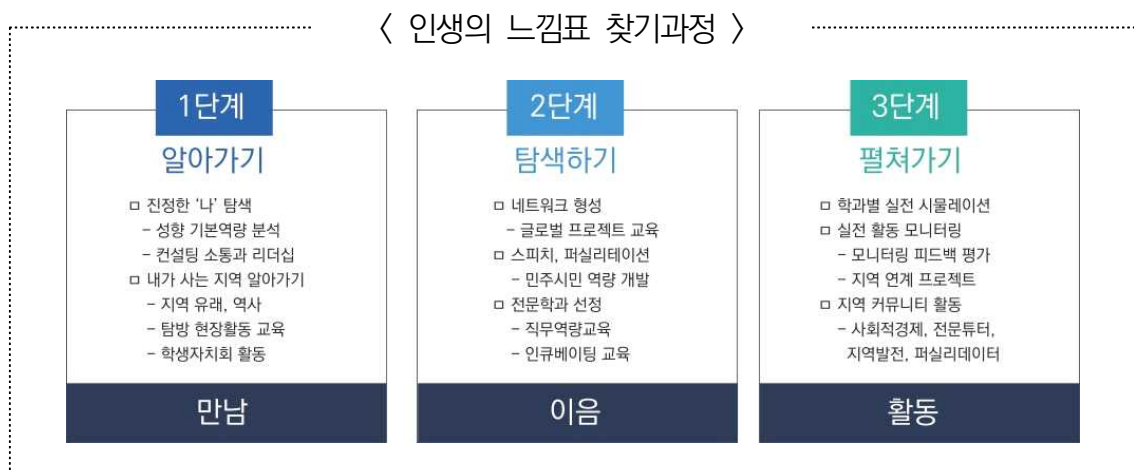 〈 인생의 느낌표 찾기과정 〉
1단계
알아가기
□ 진정한 '나' 탐색
- 성향 기본역량 분석
- 컨설팅 소통과 리더십
□ 내가 사는 지역 알아가기
- 지역 유래, 역사
- 탐방 현장활동 교육
- 학생자치회 활동
만남
2단계
탐색하기
□ 네트워크 형성
- 글로벌 프로젝트 교육
□ 스피치, 퍼실리테이션
- 민주시민 역량 개발
□ 전문학과 선정
- 직무역량교육
- 인큐베이팅 교육
이음
3단계
펼쳐가기
□ 학과별 실전 시물레이션
□ 실전 활동 모니터링
- 모니터링 피드백 평가
- 지역 연계 프로젝트
□ 지역 커뮤니티 활동
- 사회적경제, 전문튜터,
지역발전, 퍼실리데이터
활동